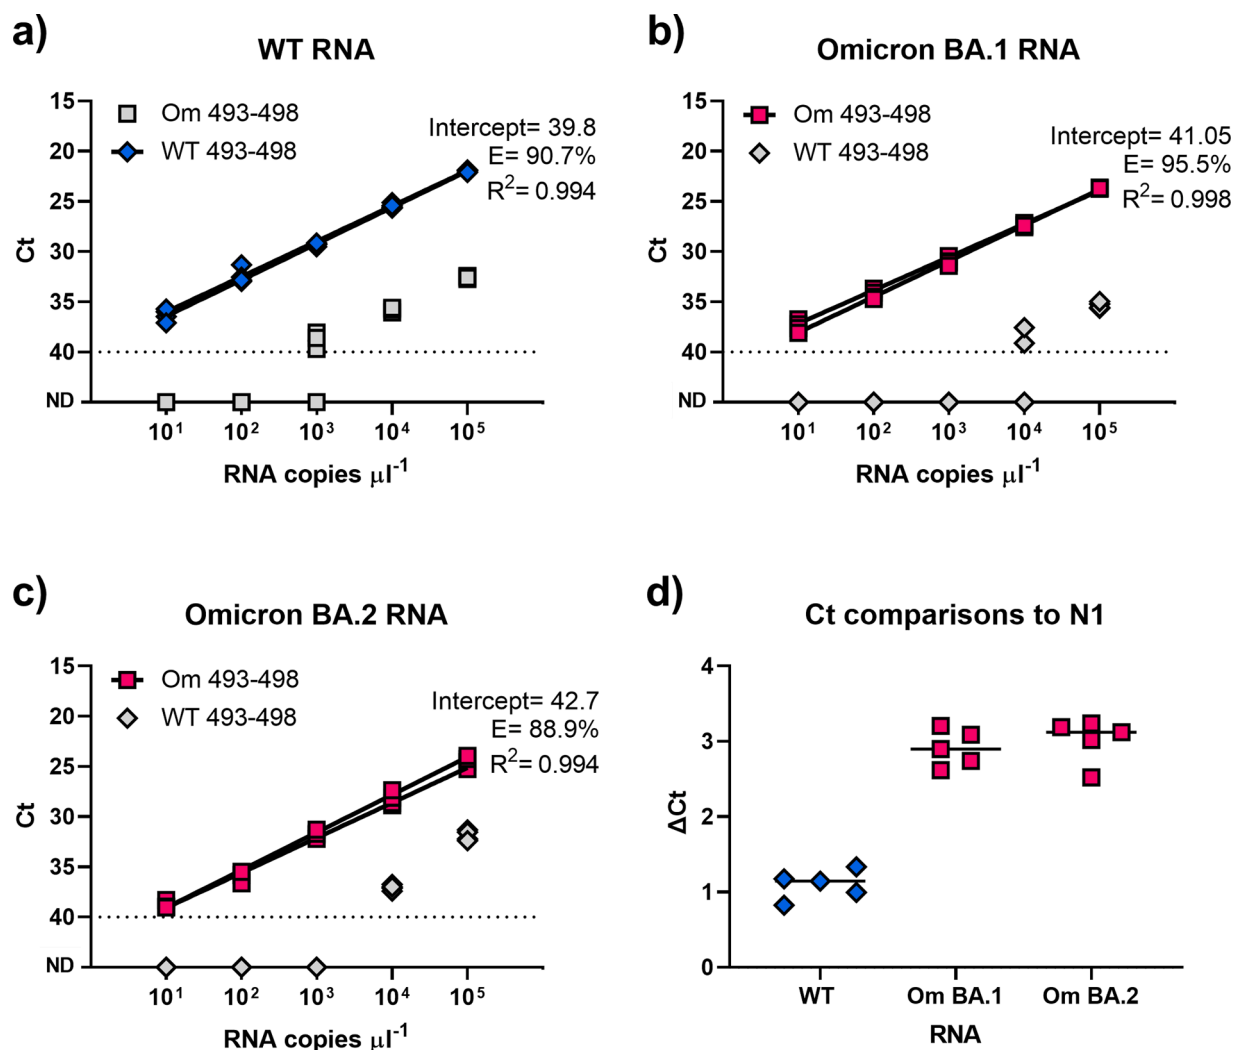 a)
WT RNA
Om 493-498
WT 493-498
Intercept= 39.8
E= 90.7%
R²= 0.994
15
20
25
30
35
40
ND
Ct
10¹ 10² 10³ 10⁴ 10⁵
RNA copies μl⁻¹
b)
Omicron BA.1 RNA
Om 493-498
WT 493-498
Intercept= 41.05
E= 95.5%
R²= 0.998
15
20
25
30
35
40
ND
Ct
10¹ 10² 10³ 10⁴ 10⁵
RNA copies μl⁻¹
c)
Omicron BA.2 RNA
Om 493-498
WT 493-498
Intercept= 42.7
E= 88.9%
R²= 0.994
15
20
25
30
35
40
ND
Ct
10¹ 10² 10³ 10⁴ 10⁵
RNA copies μl⁻¹
d)
Ct comparisons to N1
4
3
2
1
0
ΔCt
WT Om BA.1 Om BA.2
RNA